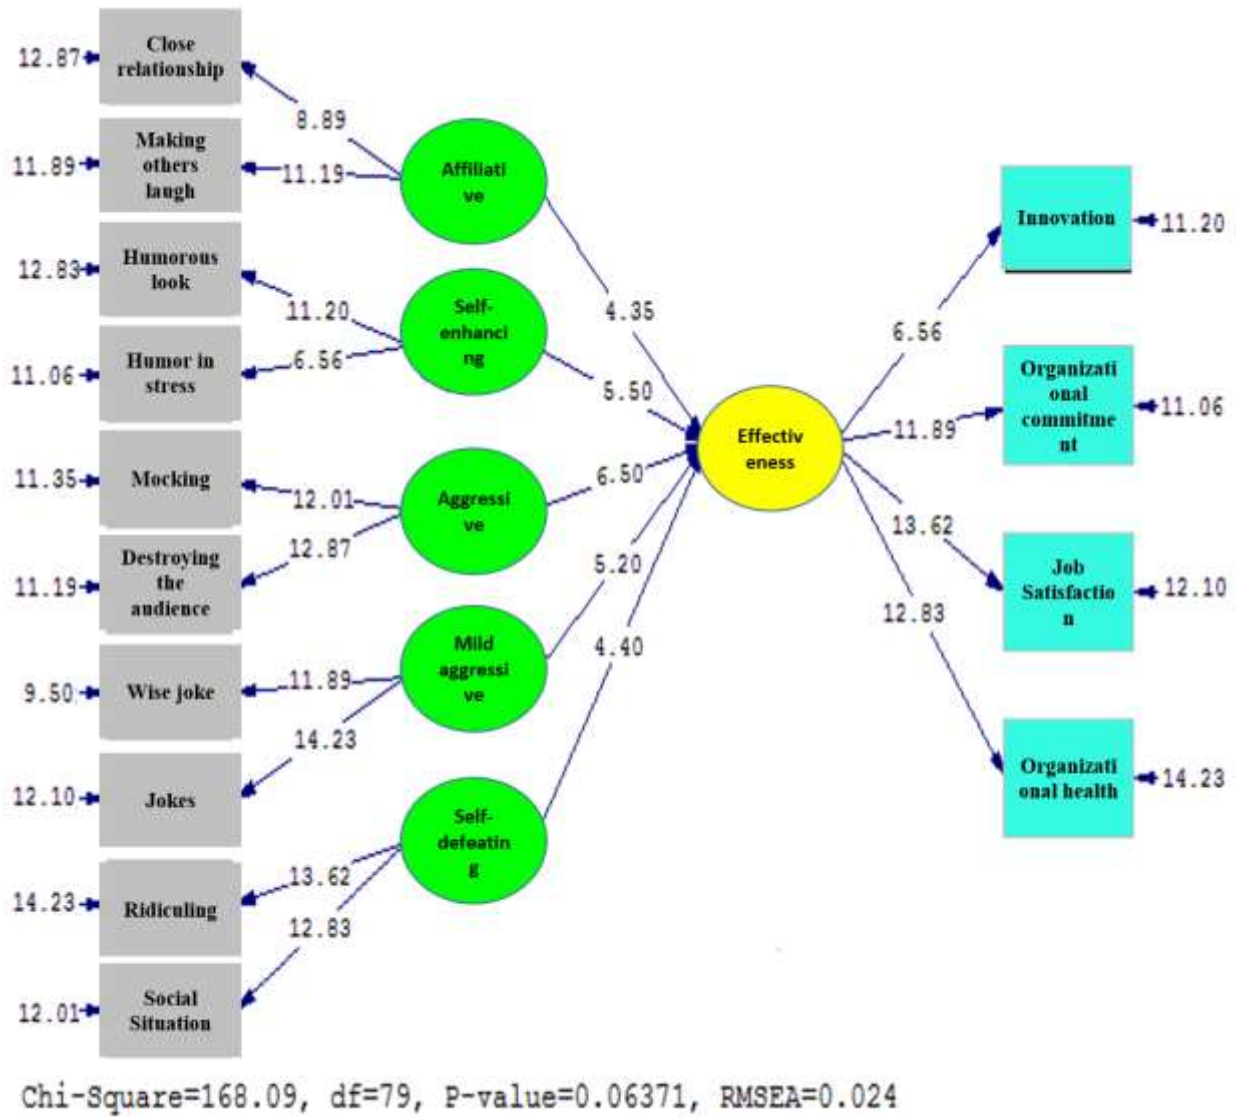 Close
relationship
12.87
8.89
Making
others
laugh
11.89
11.19
Affiliati
ve
Humorous
look
12.83
11.20
Self-
enhanci
ng
Humor in
stress
11.06
6.56
Mocking
11.35
12.01
Aggressi
ve
Destroying
the
audience
11.19
12.87
Wise joke
9.50
11.89
Mild
aggressi
ve
Jokes
12.10
14.23
Ridiculing
14.23
13.62
Self-
defeatin
g
Social
Situation
12.01
12.83
4.35
5.50
6.50
5.20
4.40
Effectiv
eness
6.56
11.89
13.62
12.83
Innovation
11.20
Organizati
onal
commitme
nt
11.06
Job
Satisfactio
n
12.10
Organizati
onal health
14.23
Chi-Square=168.09, df=79, P-value=0.06371, RMSEA=0.024